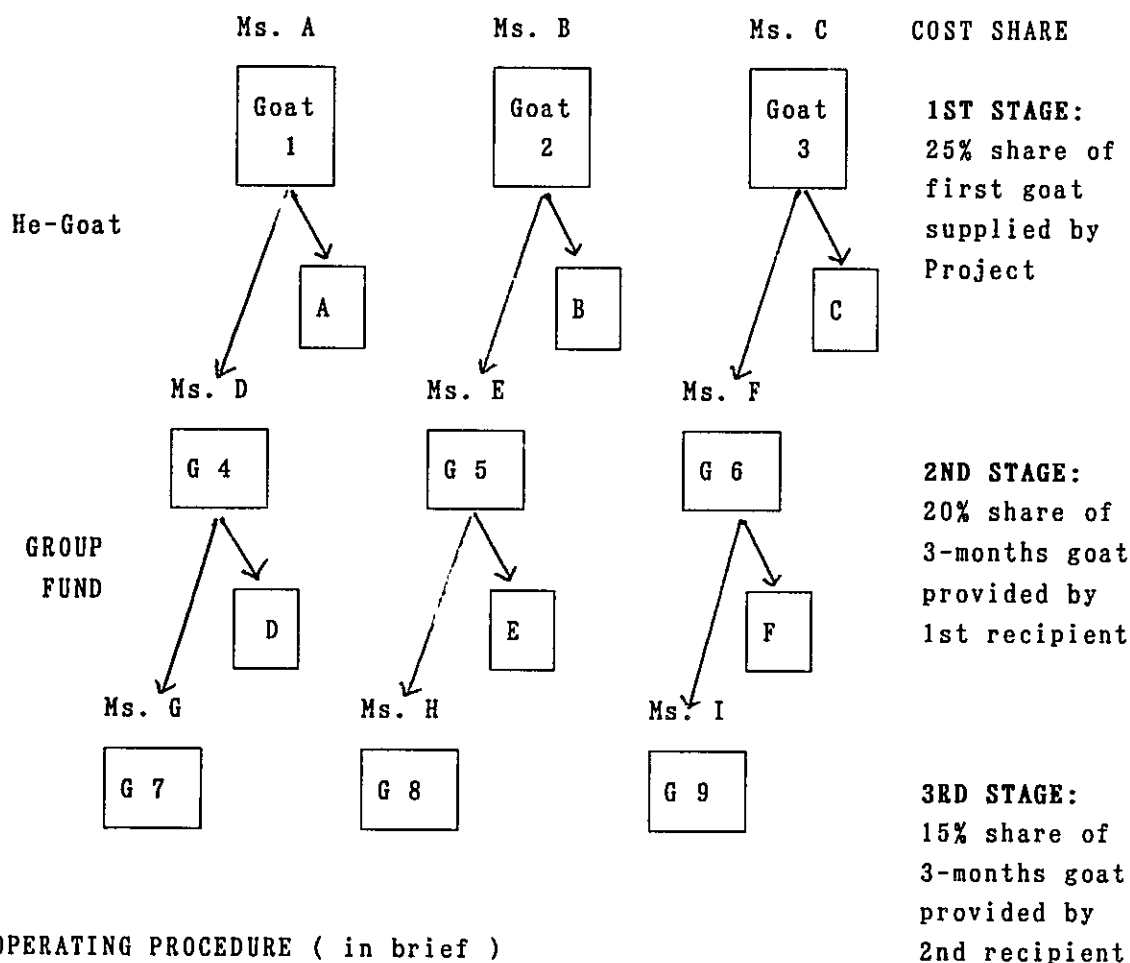 Ms. A Ms. B Ms. C COST SHARE
Goat
1
Goat
2
Goat
3
1ST STAGE:
25% share of
first goat
supplied by
Project
He-Goat
A
B
C
Ms. D Ms. E Ms. F
G 4
G 5
G 6
2ND STAGE:
20% share of
3-months goat
provided by
1st recipient
GROUP
FUND
D
E
F
Ms. G Ms. H Ms. I
G 7
G 8
G 9
3RD STAGE:
15% share of
3-months goat
provided by
2nd recipient
OPERATING PROCEDURE ( in brief )